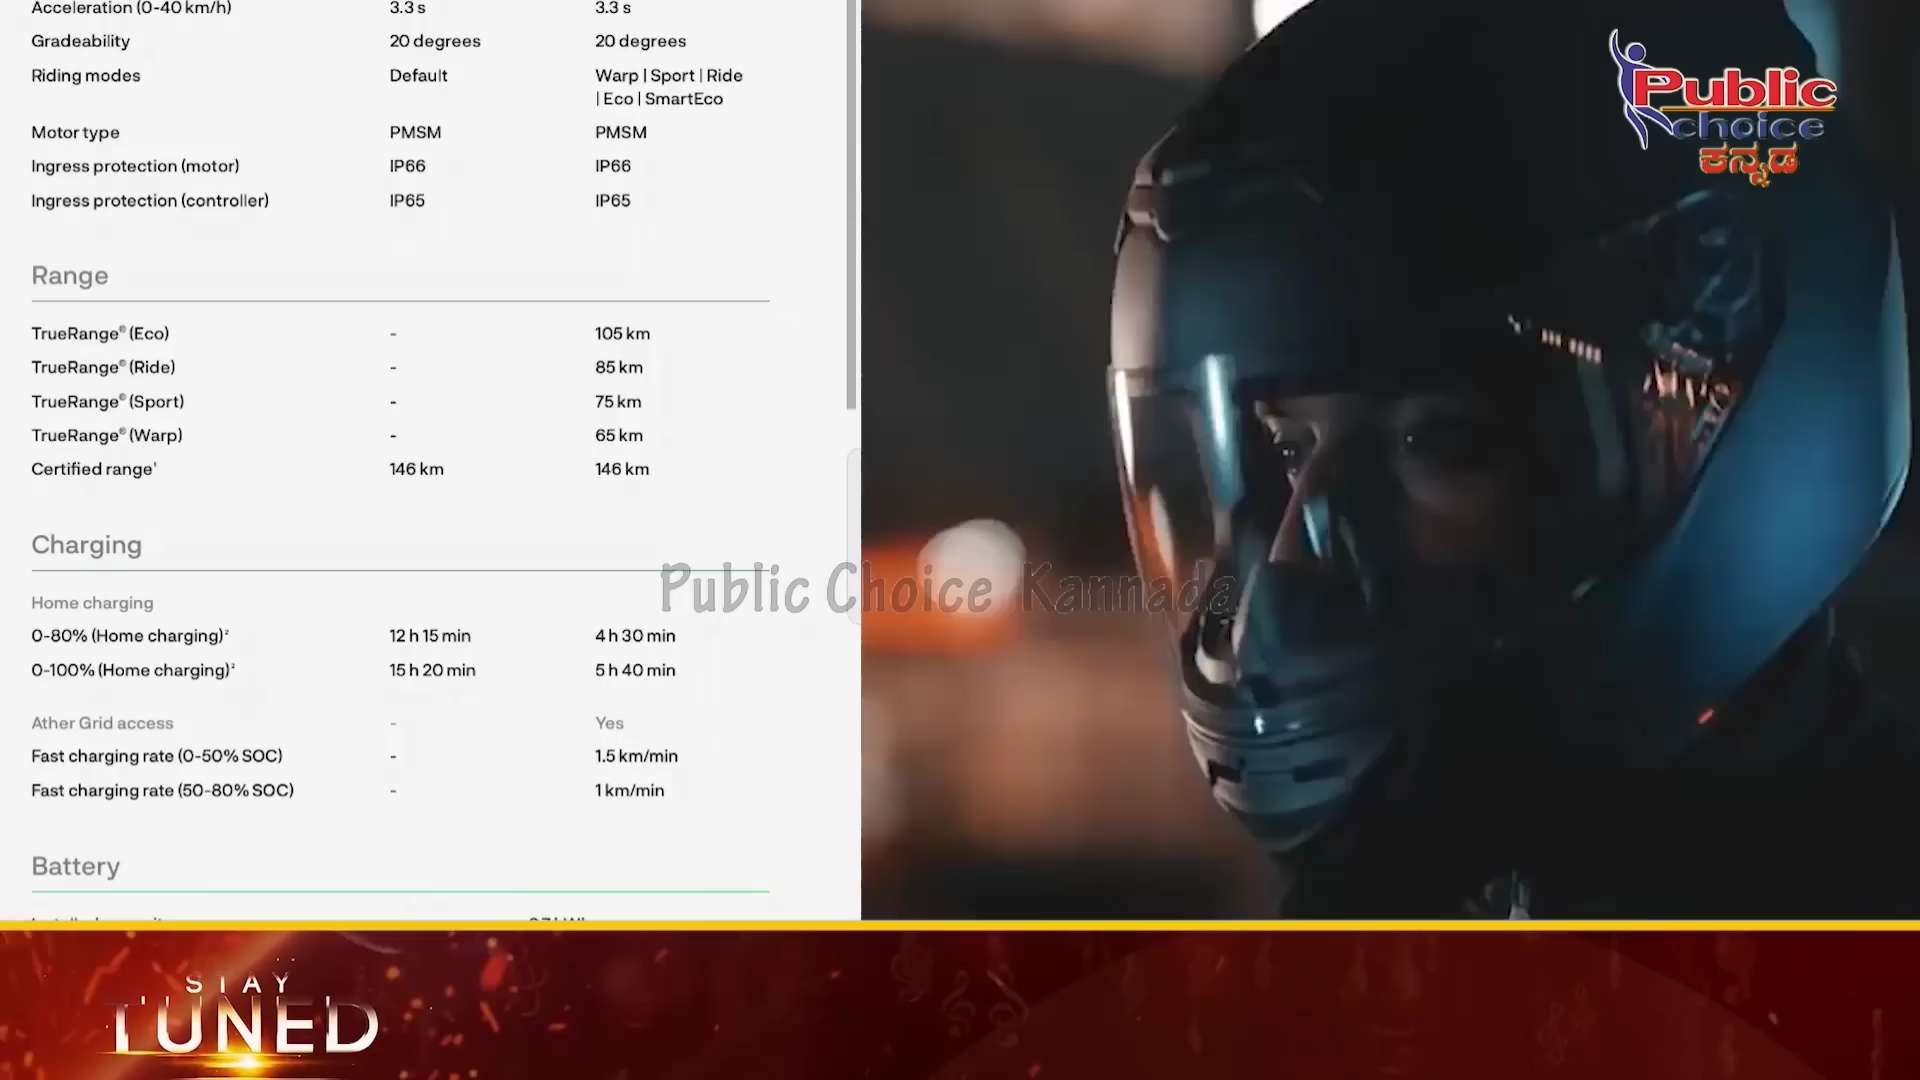 Acceleration (0-40 km/h) 3.3 s 3.3 s
Gradeability 20 degrees 20 degrees
Riding modes Default Warp | Sport | Ride
| Eco | SmartEco
Motor type PMSM PMSM
Ingress protection (motor) IP66 IP66
Ingress protection (controller) IP65 IP65
Range
TrueRange® (Eco) - 105 km
TrueRange® (Ride) - 85 km
TrueRange® (Sport) - 75 km
TrueRange® (Warp) - 65 km
Certified range¹ 146 km 146 km
Charging
Home charging
0-80% (Home charging)² 12 h 15 min 4 h 30 min
0-100% (Home charging)² 15 h 20 min 5 h 40 min
Ather Grid access - Yes
Fast charging rate (0-50% SOC) - 1.5 km/min
Fast charging rate (50-80% SOC) - 1 km/min
Battery
Public
choice
ಕನ್ನಡ
Public Choice Kannada
STAY
TUNED